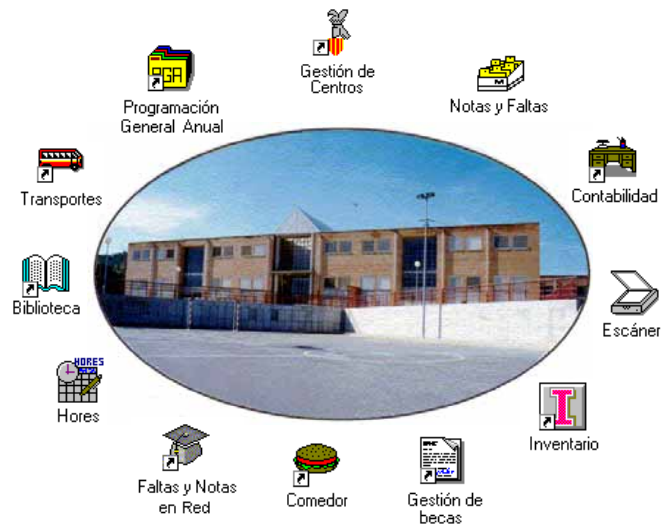 Gestión de
Centros
PGA
Programación
General Anual
Notas y Faltas
Transportes
Contabilidad
Biblioteca
Escáner
HORES
Hores
I
Inventario
Faltas y Notas
en Red
Comedor
Gestión de
becas